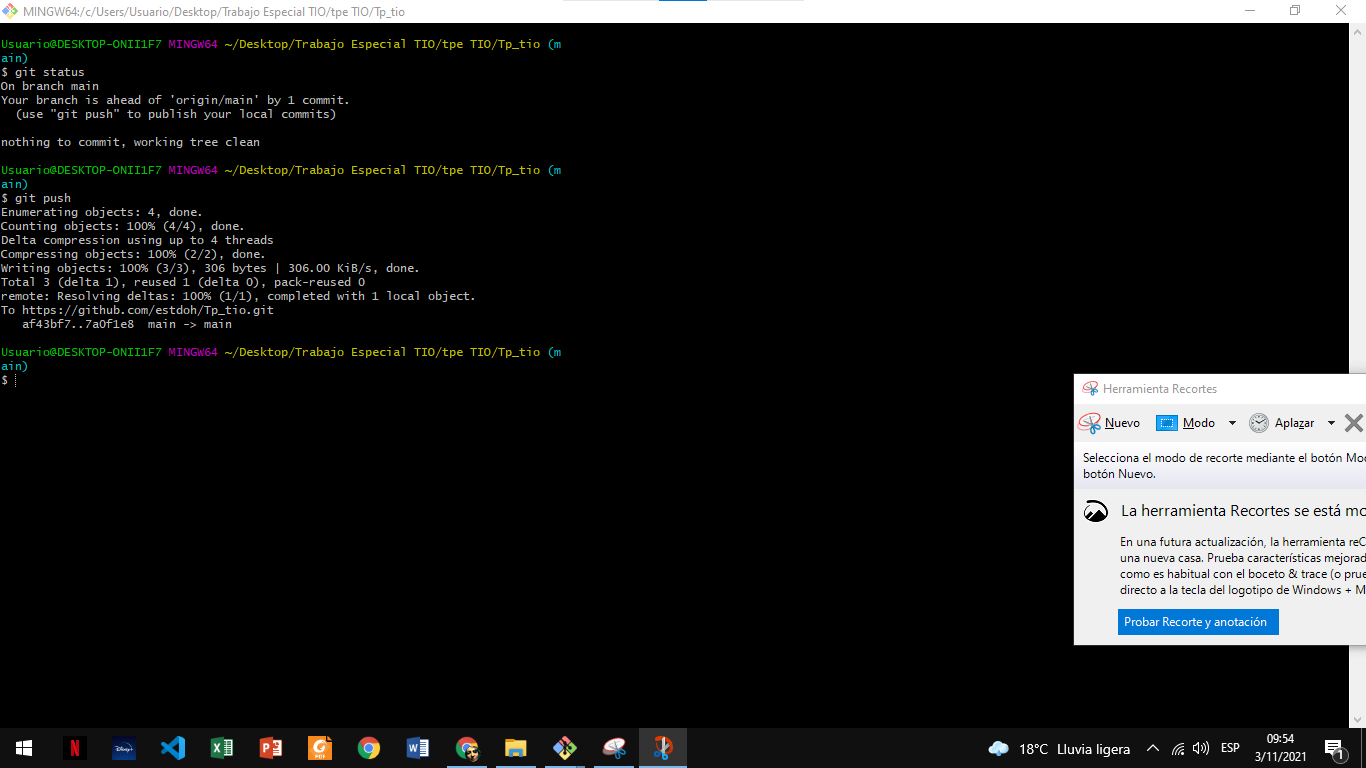 MINGW64:/c/Users/Usuario/Desktop/Trabajo Especial TIO/tpe TIO/Tp_tio
Usuario@DESKTOP-ONII1F7 MINGW64 ~/Desktop/Trabajo Especial TIO/tpe TIO/Tp_tio (m
ain)
$ git status
On branch main
Your branch is ahead of 'origin/main' by 1 commit.
  (use "git push" to publish your local commits)
nothing to commit, working tree clean
Usuario@DESKTOP-ONII1F7 MINGW64 ~/Desktop/Trabajo Especial TIO/tpe TIO/Tp_tio (m
ain)
$ git push
Enumerating objects: 4, done.
Counting objects: 100% (4/4), done.
Delta compression using up to 4 threads
Compressing objects: 100% (2/2), done.
Writing objects: 100% (3/3), 306 bytes | 306.00 KiB/s, done.
Total 3 (delta 1), reused 1 (delta 0), pack-reused 0
remote: Resolving deltas: 100% (1/1), completed with 1 local object.
To https://github.com/estdoh/Tp_tio.git
   af43bf7..7a0f1e8  main -> main
Usuario@DESKTOP-ONII1F7 MINGW64 ~/Desktop/Trabajo Especial TIO/tpe TIO/Tp_tio (m
ain)
$
Herramienta Recortes
Nuevo Modo Aplazar
Selecciona el modo de recorte mediante el botón Moc
botón Nuevo.
La herramienta Recortes se está mo
En una futura actualización, la herramienta reC
una nueva casa. Prueba características mejorad
como es habitual con el boceto & trace (o prue
directo a la tecla del logotipo de Windows + M
Probar Recorte y anotación
18°C Lluvia ligera ESP 09:54
3/11/2021
1